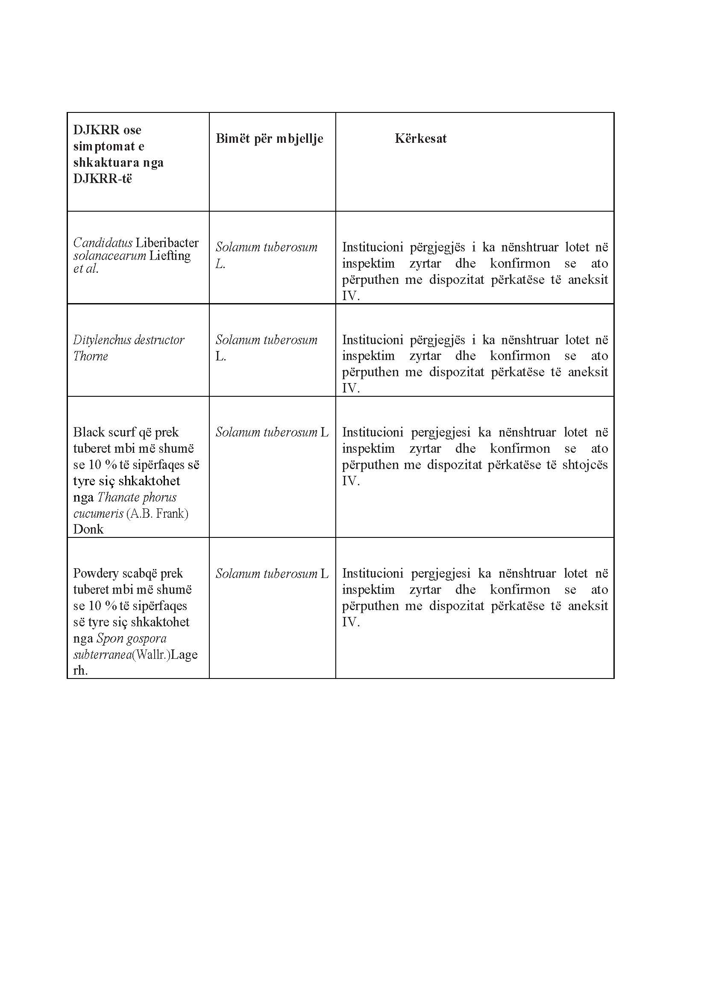 DJKRR ose
simptomat e
shkaktuara nga
DJKRR-të
Bimët për mbjellje
Kërkesat
Candidatus Liberibacter
solanacearum Liefting
et al.
Solanum tuberosum
L.
Institucioni përgjegjës i ka nënshtruar lotet në
inspektim zyrtar dhe konfirmon se ato
përputhen me dispozitat përkatëse të aneksit
IV.
Ditylenchus destructor
Thorne
Solanum tuberosum
L.
Institucioni përgjegjës i ka nënshtruar lotet në
inspektim zyrtar dhe konfirmon se ato
përputhen me dispozitat përkatëse të aneksit
IV.
Black scurf që prek
tuberet mbi më shumë
se 10 % të sipërfaqes së
tyre siç shkaktohet
nga Thanate phorus
cucumeris (A.B. Frank)
Donk
Solanum tuberosum L
Institucioni pergjegjesi ka nënshtruar lotet në
inspektim zyrtar dhe konfirmon se ato
përputhen me dispozitat përkatëse të shtojcës
IV.
Powdery scabqë prek
tuberet mbi më shumë
se 10 % të sipërfaqes
së tyre siç shkaktohet
nga Spon gospora
subterranea(Wallr.)Lage
rh.
Solanum tuberosum L
Institucioni pergjegjesi ka nënshtruar lotet në
inspektim zyrtar dhe konfirmon se ato
përputhen me dispozitat përkatëse të aneksit
IV.